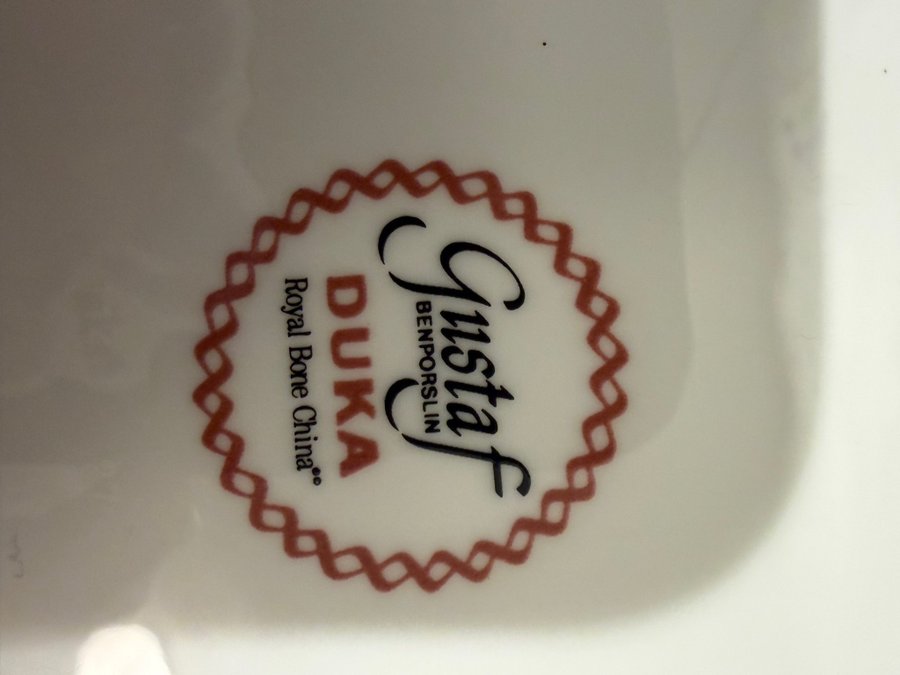 Gustaf
BENPORSLIN
DUKA
Royal Bone China